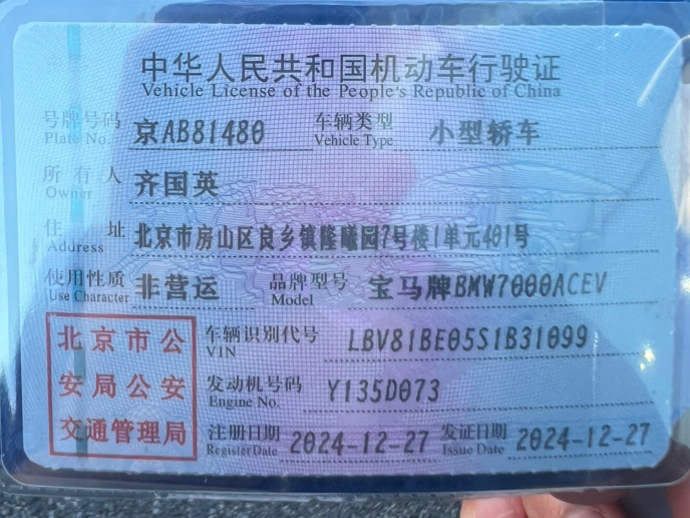 中华人民共和国机动车行驶证
Vehicle License of the People's Republic of China
号牌号码 京AB81480 车辆类型 小型轿车
Plate No. Vehicle Type
所有人 齐国英
Owner
住址 北京市房山区良乡镇隆曦园7号楼1单元401号
Address
使用性质 非营运 品牌型号 宝马牌BMW7000ACEV
Use Character Model
北京市公安局公安交通管理局
车辆识别代号 LBV81BE05S1B31099
VIN
发动机号码 Y135D073
Engine No.
注册日期 2024-12-27 发证日期 2024-12-27
Register Date Issue Date